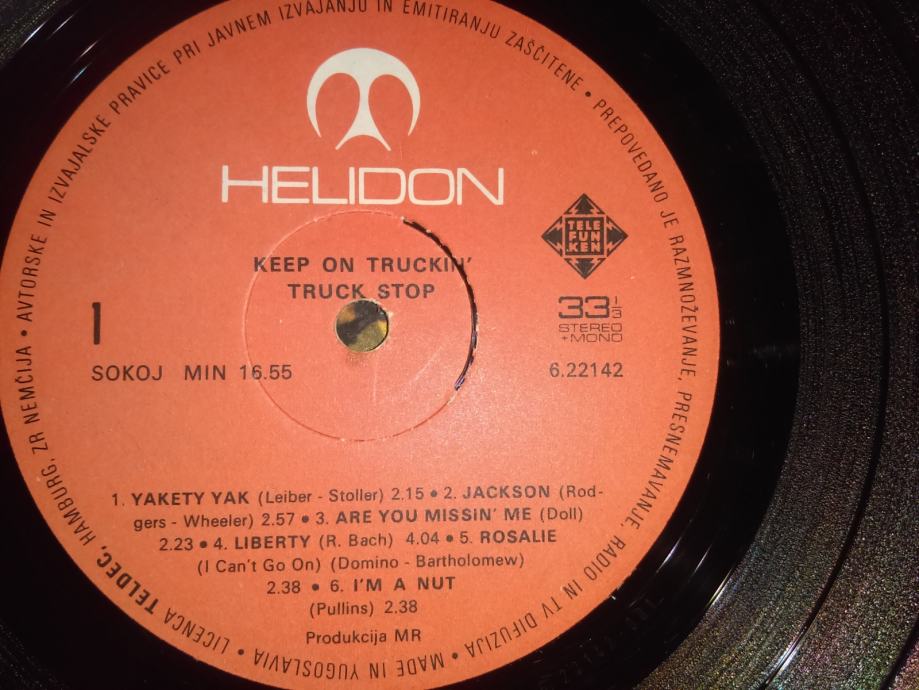 AVTORSKE IN IZVAJALSKE PRAVICE PRI JAVNEM IZVAJANJU IN EMITIRANJU ZAŠČITENE • PREPOVEDANO JE RAZMNOŽEVANJE, PRESNEMAVANJE, RADIO IN TV DIFUZIJA • MADE IN YUGOSLAVIA • LICENCA TELDEC, HAMBURG, ZR NEMČIJA •
HELIDON
TELE
FUN
KEN
KEEP ON TRUCKIN'
TRUCK STOP
1
33 1/3
STEREO
+MONO
SOKOJ MIN 16.55
6.22142
1. YAKETY YAK (Leiber - Stoller) 2.15 • 2. JACKSON (Rod-
gers - Wheeler) 2.57 • 3. ARE YOU MISSIN' ME (Doll)
2.23 • 4. LIBERTY (R. Bach) 4.04 • 5. ROSALIE
(I Can't Go On) (Domino - Bartholomew)
2.38 • 6. I'M A NUT
(Pullins) 2.38
Produkcija MR